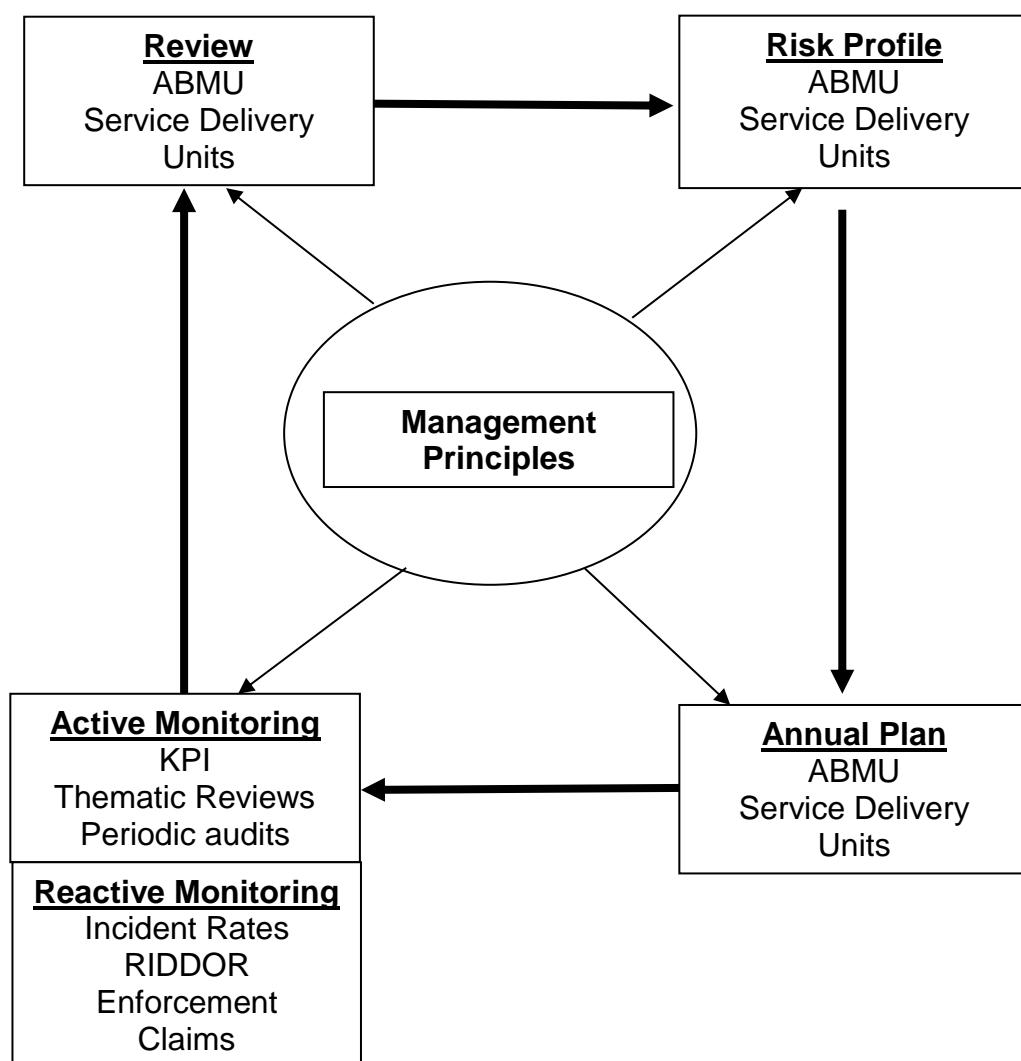 Review
ABMU
Service Delivery
Units
Risk Profile
ABMU
Service Delivery
Units
Management
Principles
Active Monitoring
KPI
Thematic Reviews
Periodic audits
Annual Plan
ABMU
Service Delivery
Units
Reactive Monitoring
Incident Rates
RIDDOR
Enforcement
Claims